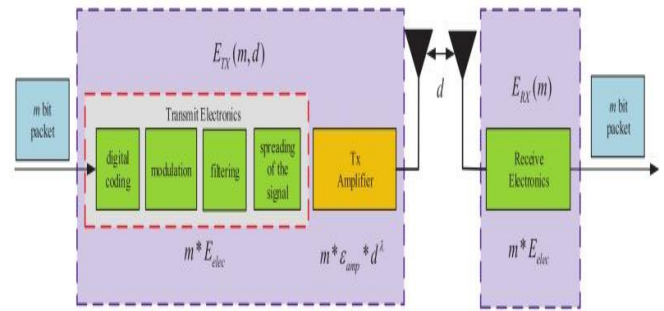 E_TX(m,d)
Transmit Electronics
m bit
packet
digital
coding
modulation
filtering
spreading
of the
signal
Tx
Amplifier
d
E_RX(m)
Receive
Electronics
m bit
packet
m * E_elec
m * ε_amp * d^λ
m * E_elec